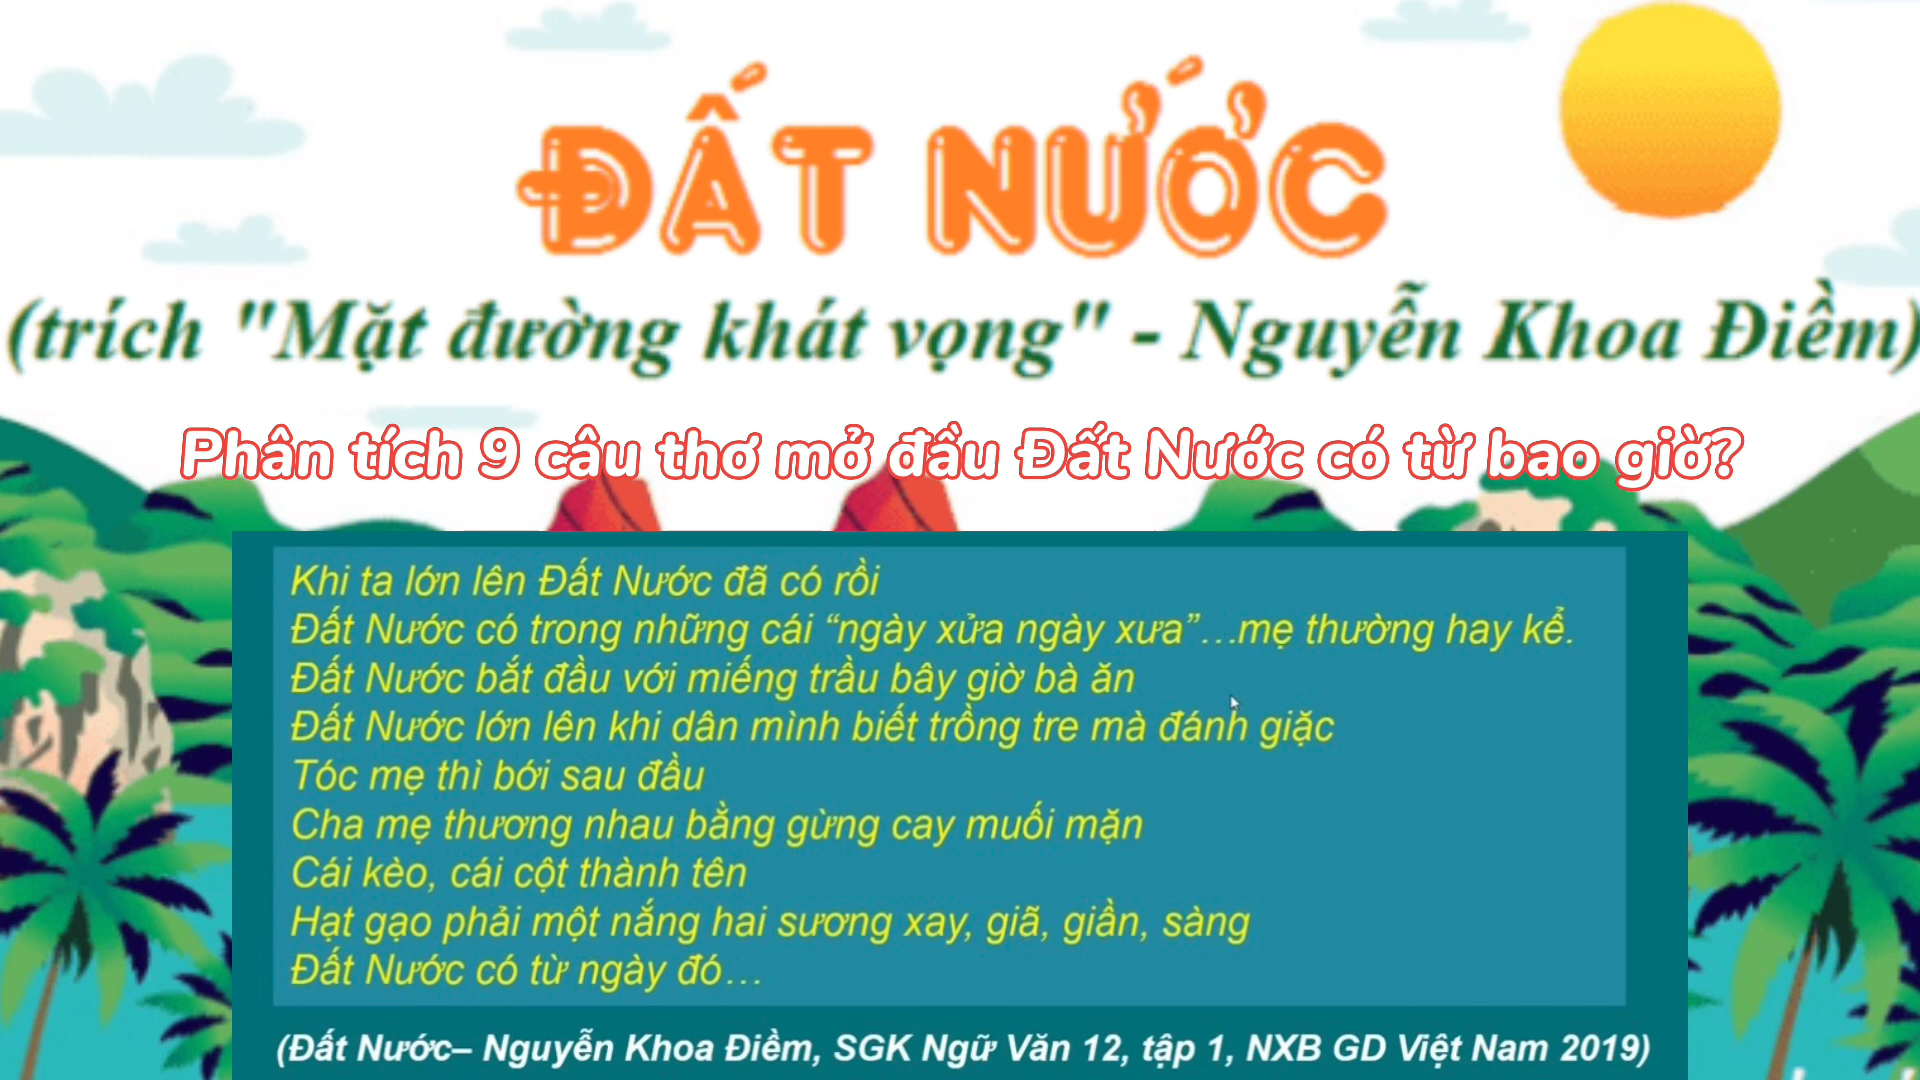 ĐẤT NƯỚC
(trích "Mặt đường khát vọng" - Nguyễn Khoa Điềm)
Phân tích 9 câu thơ mở đầu Đất Nước có từ bao giờ?
Khi ta lớn lên Đất Nước đã có rồi
Đất Nước có trong những cái “ngày xửa ngày xưa”…mẹ thường hay kể.
Đất Nước bắt đầu với miếng trầu bây giờ bà ăn
Đất Nước lớn lên khi dân mình biết trồng tre mà đánh giặc
Tóc mẹ thì bới sau đầu
Cha mẹ thương nhau bằng gừng cay muối mặn
Cái kèo, cái cột thành tên
Hạt gạo phải một nắng hai sương xay, giã, giần, sàng
Đất Nước có từ ngày đó…
(Đất Nước– Nguyễn Khoa Điềm, SGK Ngữ Văn 12, tập 1, NXB GD Việt Nam 2019)